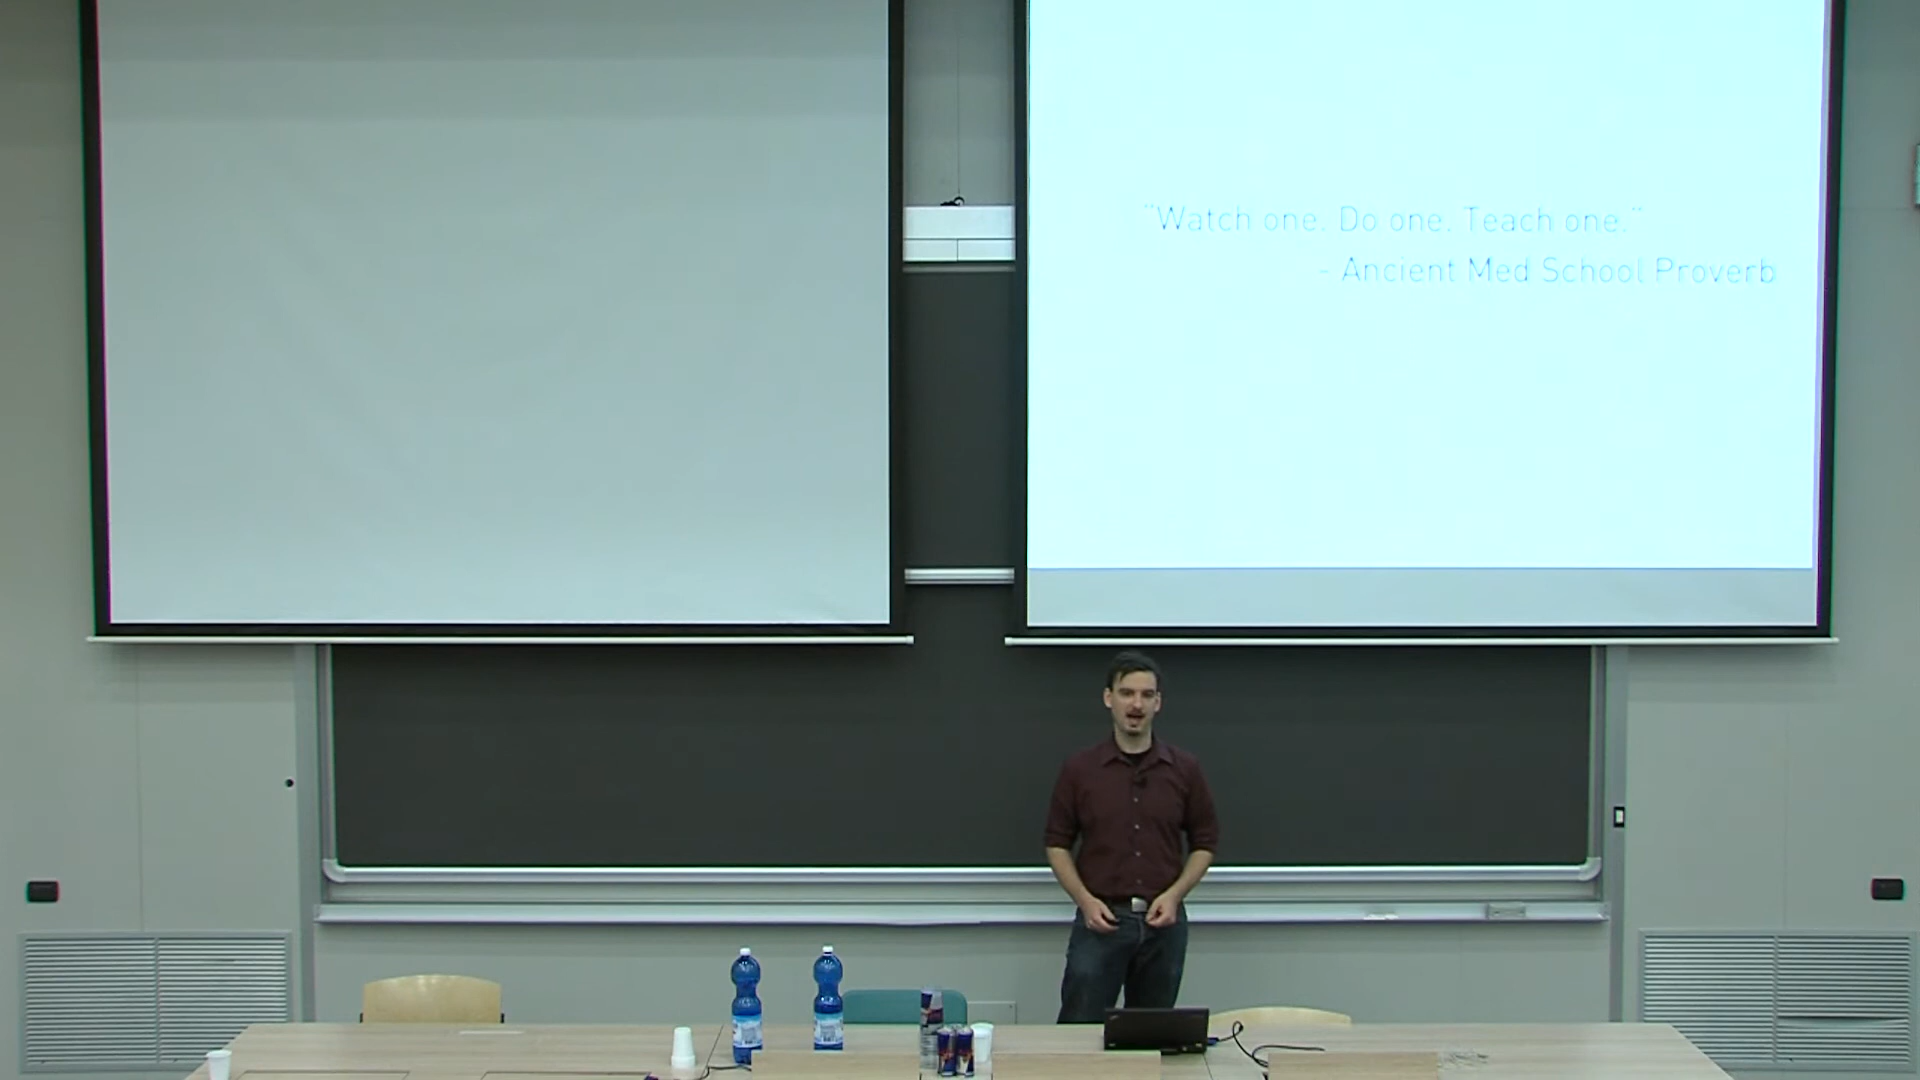 "Watch one. Do one. Teach one."
- Ancient Med School Proverb